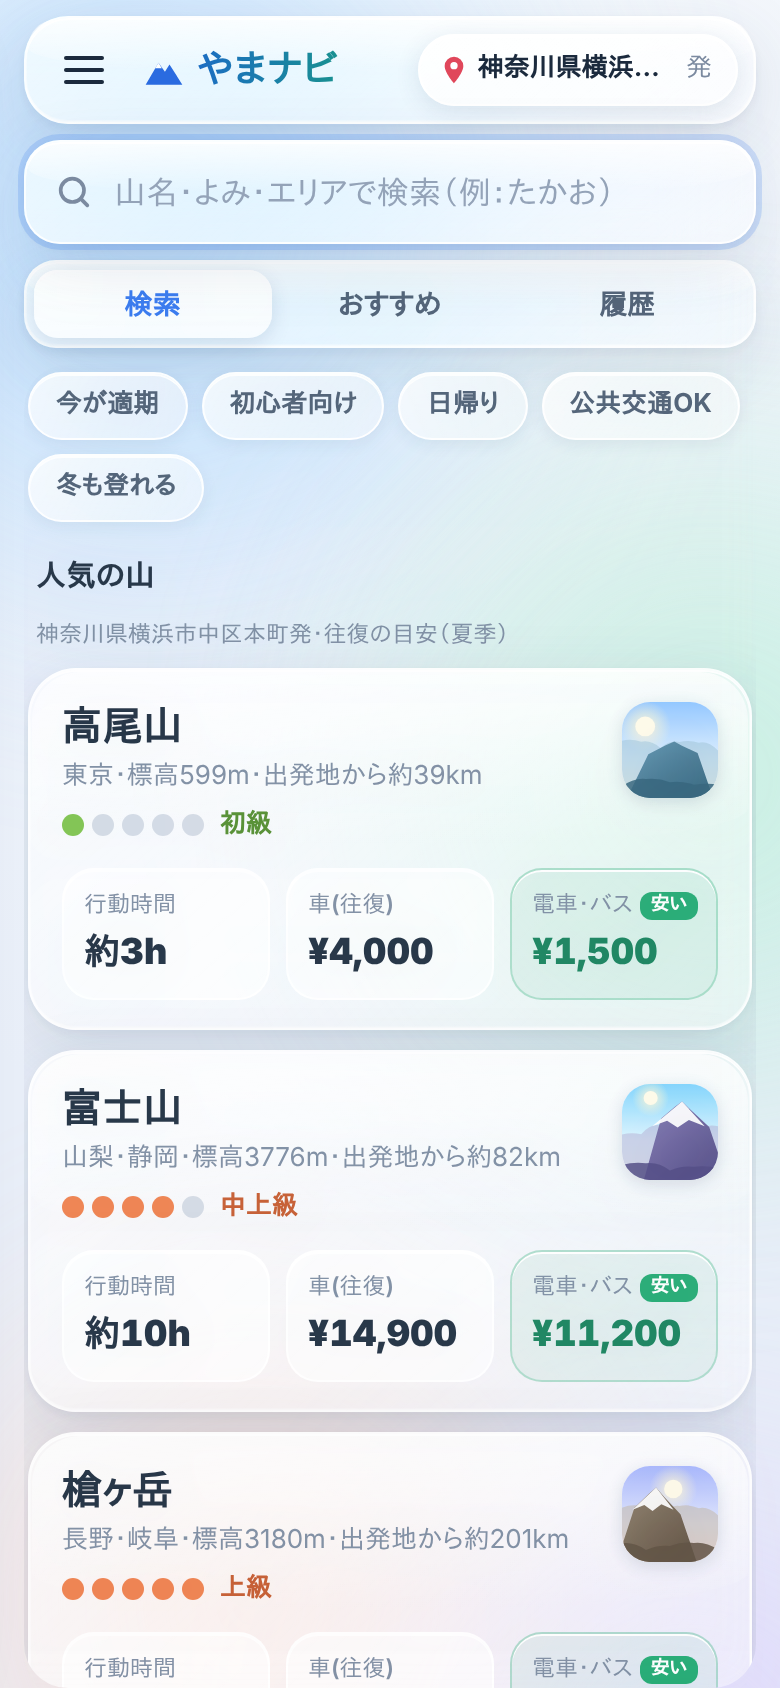 やまナビ
神奈川県横浜… 発
山名・よみ・エリアで検索（例：たかお）
検索 おすすめ 履歴
今が適期 初心者向け 日帰り 公共交通OK
冬も登れる
人気の山
神奈川県横浜市中区本町発・往復の目安（夏季）
高尾山
東京・標高599m・出発地から約39km
初級
行動時間 車(往復) 電車・バス 安い
約3h ¥4,000 ¥1,500
富士山
山梨・静岡・標高3776m・出発地から約82km
中上級
行動時間 車(往復) 電車・バス 安い
約10h ¥14,900 ¥11,200
槍ヶ岳
長野・岐阜・標高3180m・出発地から約201km
上級
行動時間 車(往復) 電車・バス 安い